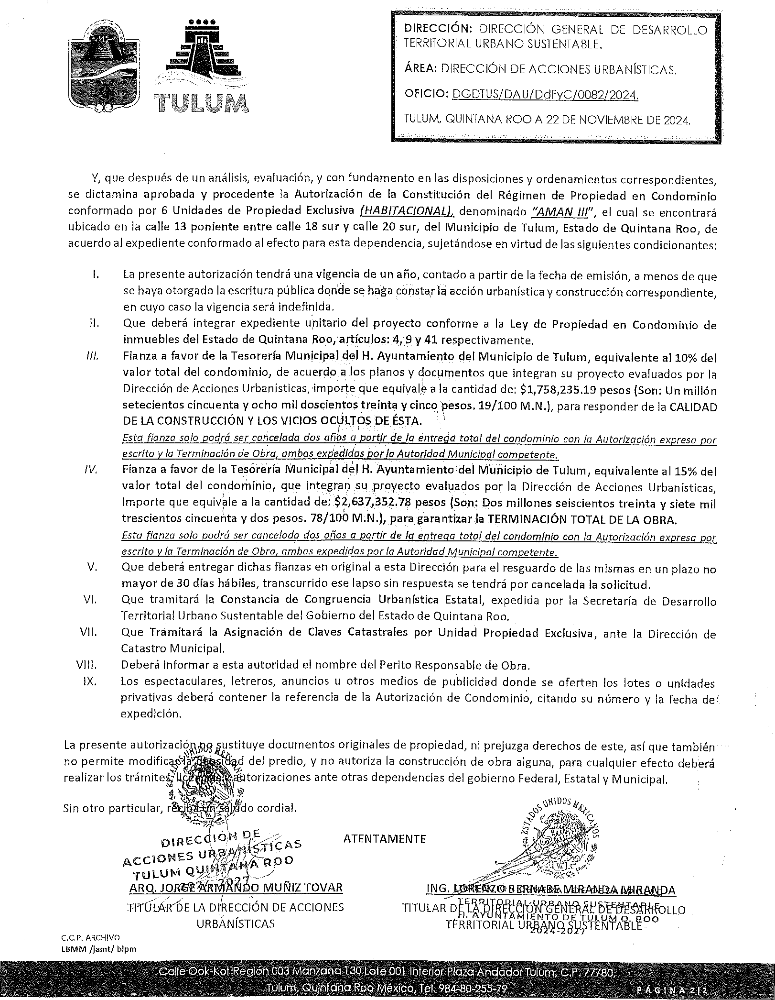 TULUM
DIRECCIÓN: DIRECCIÓN GENERAL DE DESARROLLO
TERRITORIAL URBANO SUSTENTABLE.
ÁREA: DIRECCIÓN DE ACCIONES URBANÍSTICAS.
OFICIO: DGDTUS/DAU/DdFyC/0082/2024.
TULUM, QUINTANA ROO A 22 DE NOVIEMBRE DE 2024.
Y, que después de un análisis, evaluación, y con fundamento en las disposiciones y ordenamientos correspondientes,
se dictamina aprobada y procedente la Autorización de la Constitución del Régimen de Propiedad en Condominio
conformado por 6 Unidades de Propiedad Exclusiva (HABITACIONAL), denominado "AMAN III", el cual se encontrará
ubicado en la calle 13 poniente entre calle 18 sur y calle 20 sur, del Municipio de Tulum, Estado de Quintana Roo, de
acuerdo al expediente conformado al efecto para esta dependencia, sujetándose en virtud de las siguientes condicionantes:
I. La presente autorización tendrá una vigencia de un año, contado a partir de la fecha de emisión, a menos de que
se haya otorgado la escritura pública donde se haga constar la acción urbanística y construcción correspondiente,
en cuyo caso la vigencia será indefinida.
II. Que deberá integrar expediente unitario del proyecto conforme a la Ley de Propiedad en Condominio de
inmuebles del Estado de Quintana Roo, artículos: 4, 9 y 41 respectivamente.
III. Fianza a favor de la Tesorería Municipal del H. Ayuntamiento del Municipio de Tulum, equivalente al 10% del
valor total del condominio, de acuerdo a los planos y documentos que integran su proyecto evaluados por la
Dirección de Acciones Urbanísticas, importe que equivale a la cantidad de: $1,758,235.19 pesos (Son: Un millón
setecientos cincuenta y ocho mil doscientos treinta y cinco pesos. 19/100 M.N.), para responder de la CALIDAD
DE LA CONSTRUCCIÓN Y LOS VICIOS OCULTOS DE ÉSTA.
Esta fianza solo podrá ser cancelada dos años a partir de la entrega total del condominio con la Autorización expresa por
escrito y la Terminación de Obra, ambas expedidas por la Autoridad Municipal competente.
IV. Fianza a favor de la Tesorería Municipal del H. Ayuntamiento del Municipio de Tulum, equivalente al 15% del
valor total del condominio, que integran su proyecto evaluados por la Dirección de Acciones Urbanísticas,
importe que equivale a la cantidad de: $2,637,352.78 pesos (Son: Dos millones seiscientos treinta y siete mil
trescientos cincuenta y dos pesos. 78/100 M.N.), para garantizar la TERMINACIÓN TOTAL DE LA OBRA.
Esta fianza solo podrá ser cancelada dos años a partir de la entrega total del condominio con la Autorización expresa por
escrito y la Terminación de Obra, ambas expedidas por la Autoridad Municipal competente.
V. Que deberá entregar dichas fianzas en original a esta Dirección para el resguardo de las mismas en un plazo no
mayor de 30 días hábiles, transcurrido ese lapso sin respuesta se tendrá por cancelada la solicitud.
VI. Que tramitará la Constancia de Congruencia Urbanística Estatal, expedida por la Secretaría de Desarrollo
Territorial Urbano Sustentable del Gobierno del Estado de Quintana Roo.
VII. Que Tramitará la Asignación de Claves Catastrales por Unidad Propiedad Exclusiva, ante la Dirección de
Catastro Municipal.
VIII. Deberá informar a esta autoridad el nombre del Perito Responsable de Obra.
IX. Los espectaculares, letreros, anuncios u otros medios de publicidad donde se oferten los lotes o unidades
privativas deberá contener la referencia de la Autorización de Condominio, citando su número y la fecha de
expedición.
La presente autorización no sustituye documentos originales de propiedad, ni prejuzga derechos de este, así que también
no permite modificar la densidad del predio, y no autoriza la construcción de obra alguna, para cualquier efecto deberá
realizar los trámites, licencias y autorizaciones ante otras dependencias del gobierno Federal, Estatal y Municipal.
Sin otro particular, reciba un saludo cordial.
ESTADOS UNIDOS MEXICANOS
ESTADOS UNIDOS MEXICANOS
ATENTAMENTE
DIRECCIÓN DE
ACCIONES URBANÍSTICAS
TULUM QUINTANA ROO
2024-2027
ARQ. JORGE ARMANDO MUÑIZ TOVAR
TITULAR DE LA DIRECCIÓN DE ACCIONES
URBANÍSTICAS
ING. LORENZO BERNABE MIRANDA MIRANDA
TITULAR DE LA DIRECCIÓN GENERAL DE DESARROLLO
TERRITORIAL URBANO SUSTENTABLE
TERRITORIAL URBANO SUSTENTABLE
H. AYUNTAMIENTO DE TULUM Q. ROO
2024-2027
C.C.P. ARCHIVO
LBMM /jamt/ blpm
Calle Ook-kot Región 003 Manzana 130 Lote 001 Interior Plaza Andador Tulum, C.P. 77780,
Tulum, Quintana Roo México, Tel. 984-80-255-79
PÁGINA 2|2